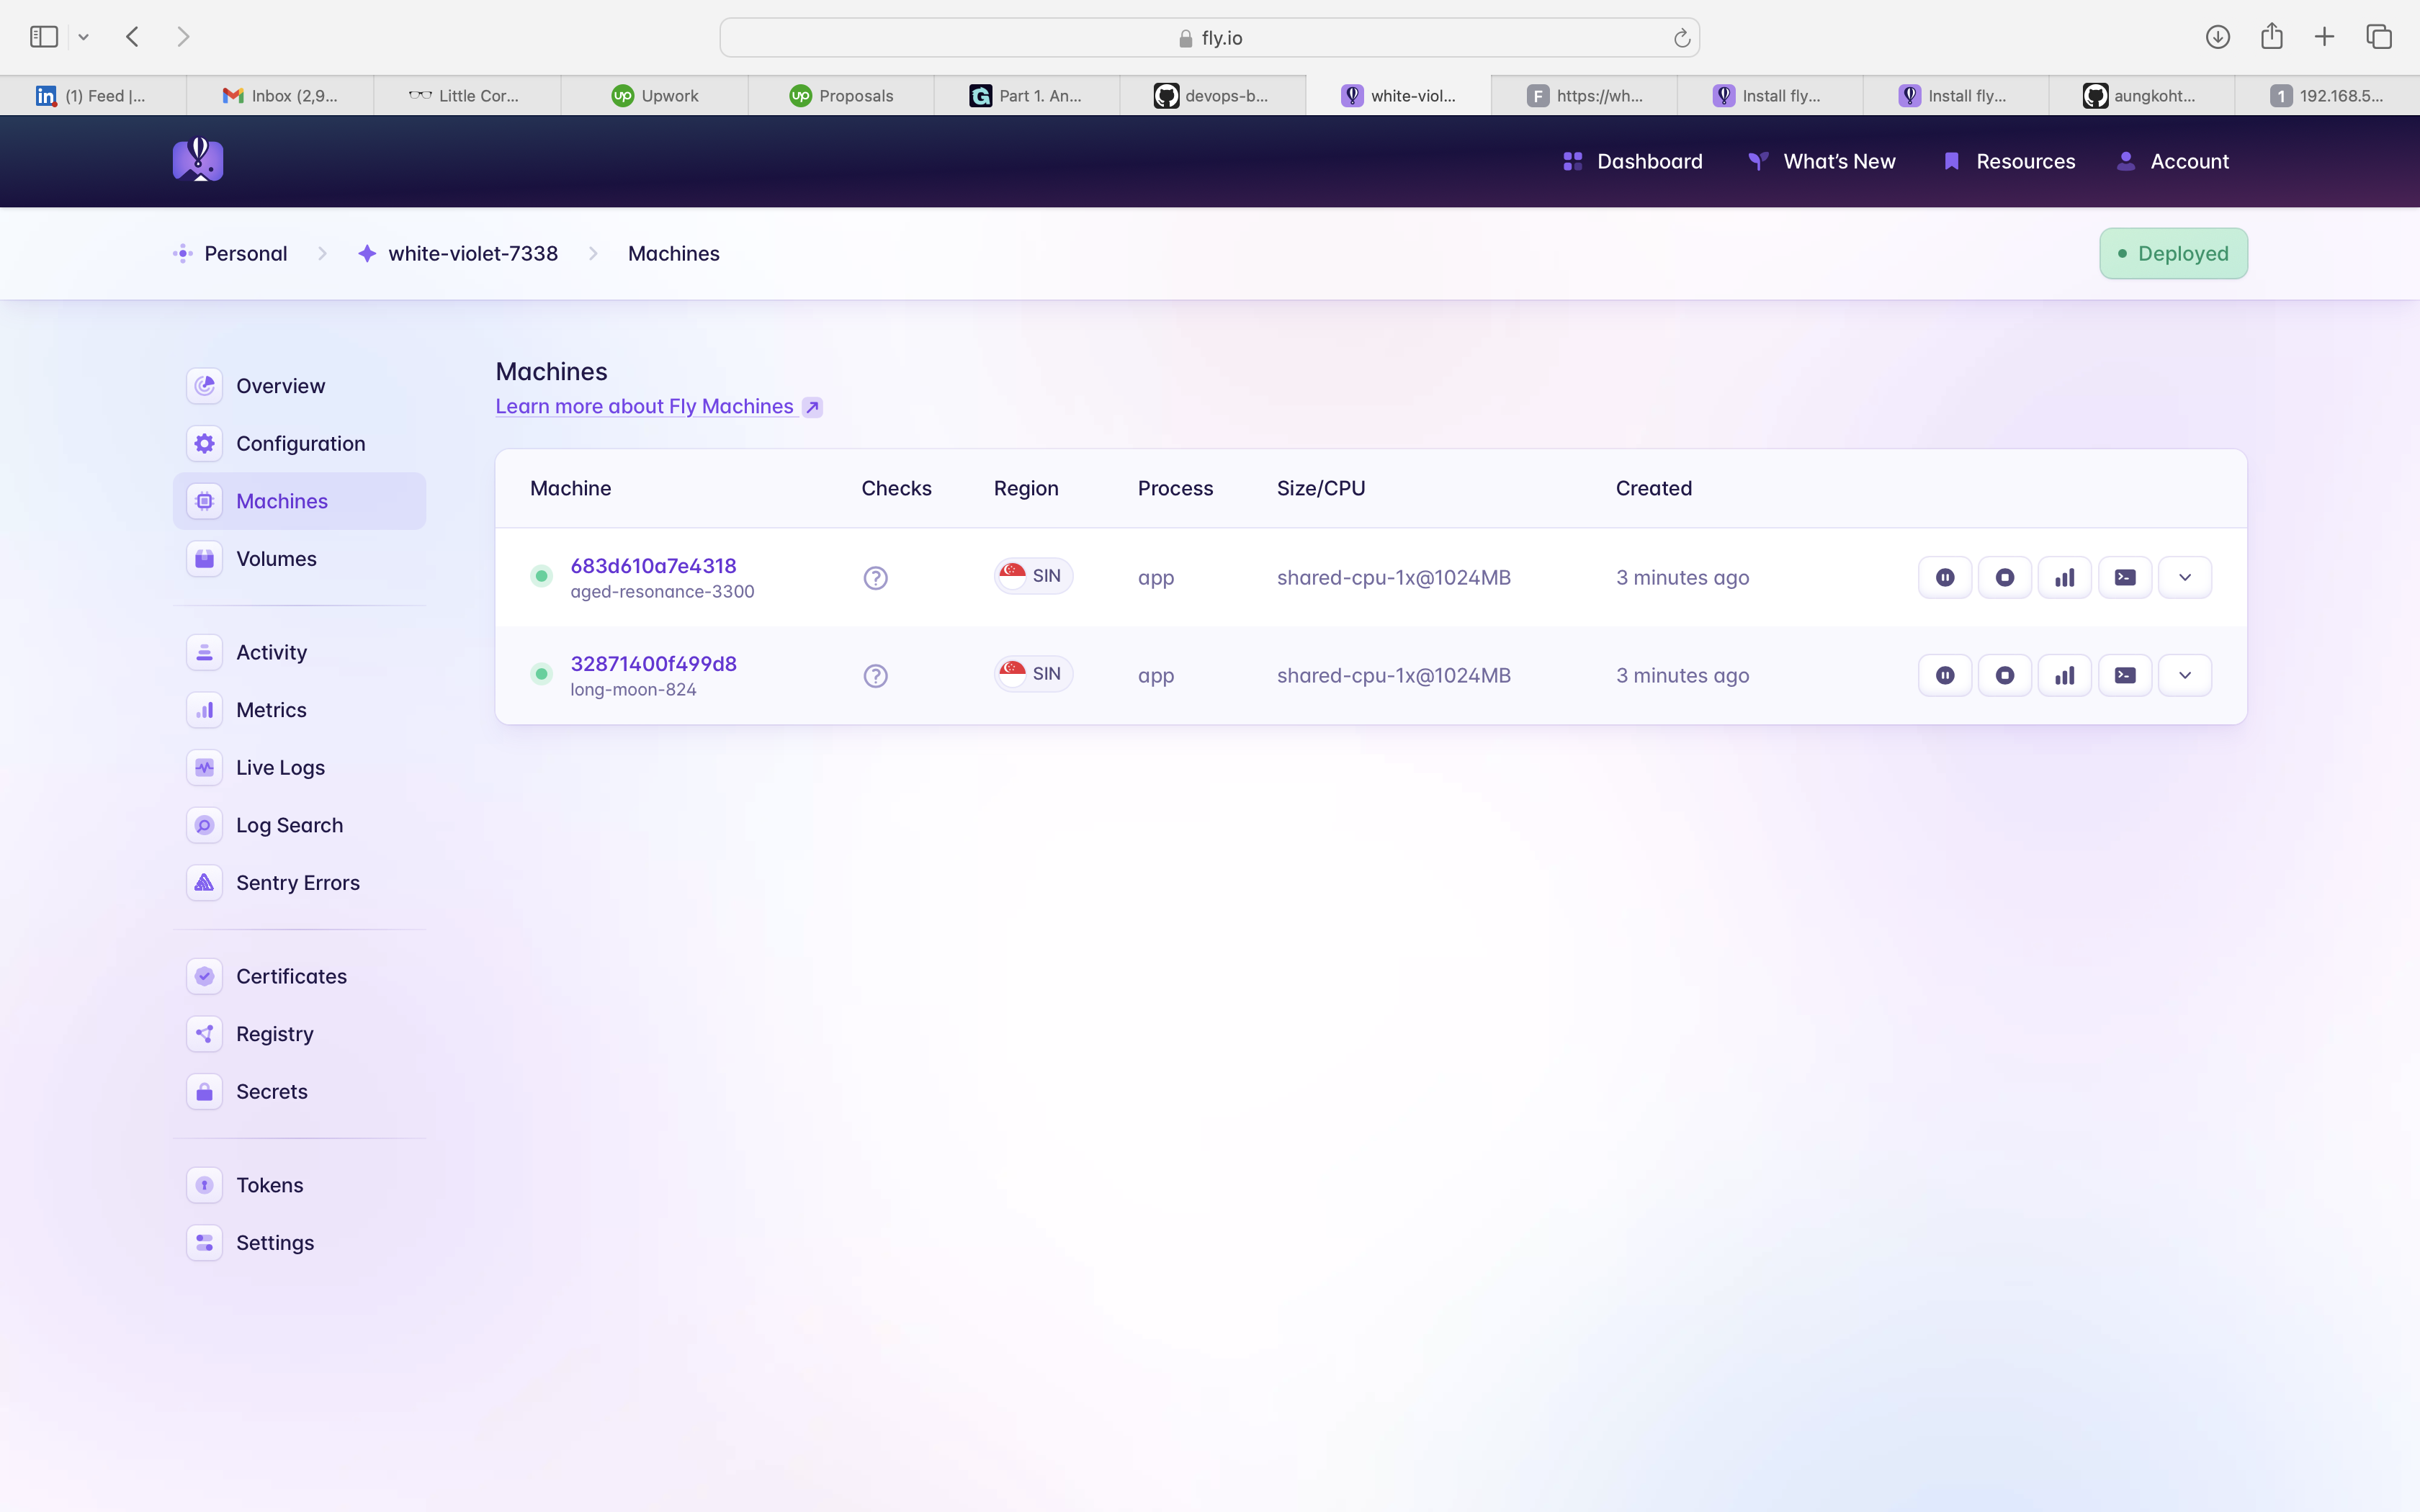 fly.io
(1) Feed |...
Inbox (2,9...
Little Cor...
Upwork
Proposals
Part 1. An...
devops-b...
white-viol...
https://wh...
Install fly...
Install fly...
aungkoht...
192.168.5...
Dashboard
What's New
Resources
Account
Personal
white-violet-7338
Machines
Deployed
Overview
Configuration
Machines
Volumes
Activity
Metrics
Live Logs
Log Search
Sentry Errors
Certificates
Registry
Secrets
Tokens
Settings
Machines
Learn more about Fly Machines
Machine Checks Region Process Size/CPU Created
683d610a7e4318 SIN app shared-cpu-1x@1024MB 3 minutes ago
aged-resonance-3300
32871400f499d8 SIN app shared-cpu-1x@1024MB 3 minutes ago
long-moon-824